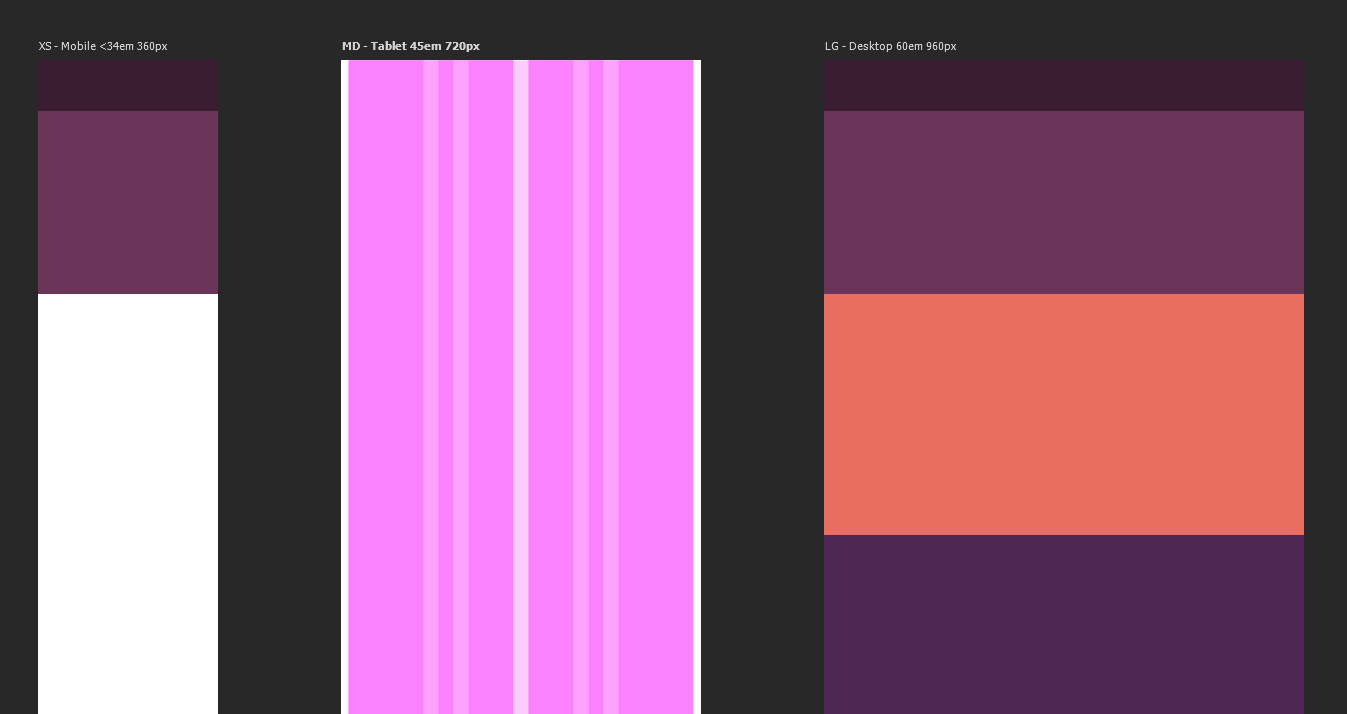 XS - Mobile <34em 360px
MD - Tablet 45em 720px
LG - Desktop 60em 960px